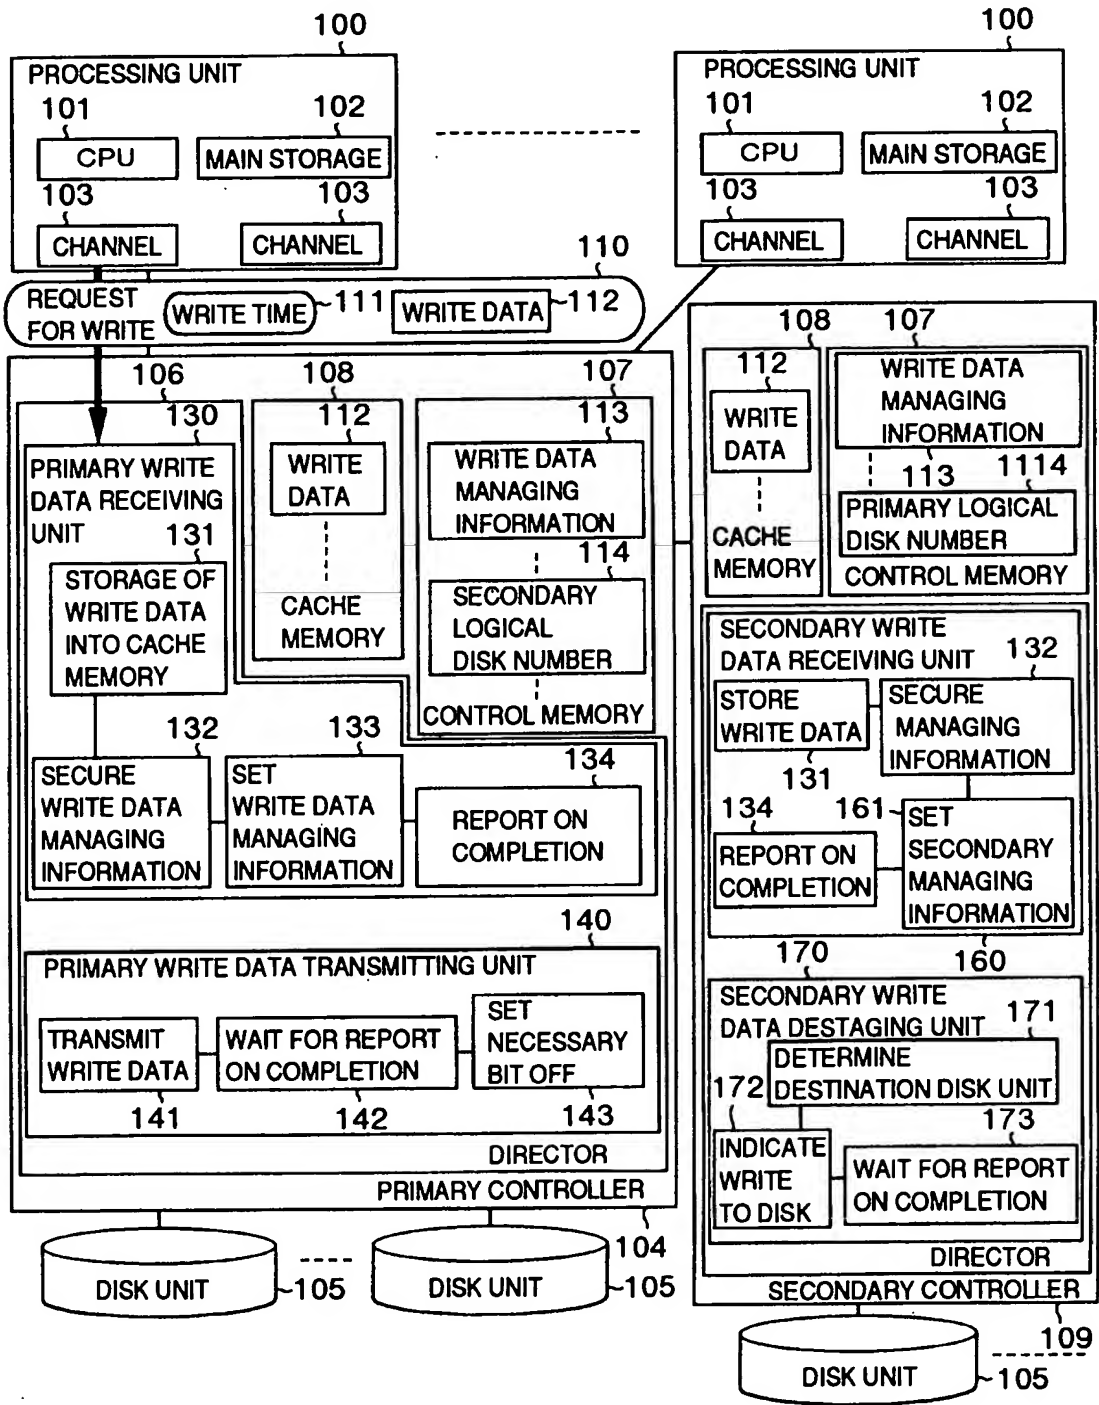 100
PROCESSING UNIT
101
102
CPU
MAIN STORAGE
103
103
CHANNEL
CHANNEL
100
PROCESSING UNIT
101
102
CPU
MAIN STORAGE
103
103
CHANNEL
CHANNEL
110
REQUEST
FOR WRITE
WRITE TIME
111
WRITE DATA
112
106
130
PRIMARY WRITE
DATA RECEIVING
UNIT
131
STORAGE OF
WRITE DATA
INTO CACHE
MEMORY
108
112
WRITE
DATA
CACHE
MEMORY
107
113
WRITE DATA
MANAGING
INFORMATION
114
SECONDARY
LOGICAL
DISK NUMBER
CONTROL MEMORY
132
SECURE
WRITE DATA
MANAGING
INFORMATION
133
SET
WRITE DATA
MANAGING
INFORMATION
134
REPORT ON
COMPLETION
140
PRIMARY WRITE DATA TRANSMITTING UNIT
TRANSMIT
WRITE DATA
141
WAIT FOR REPORT
ON COMPLETION
142
SET
NECESSARY
BIT OFF
143
DIRECTOR
PRIMARY CONTROLLER
104
DISK UNIT
105
DISK UNIT
105
108
112
WRITE
DATA
CACHE
MEMORY
107
WRITE DATA
MANAGING
INFORMATION
113
1114
PRIMARY LOGICAL
DISK NUMBER
CONTROL MEMORY
SECONDARY WRITE
DATA RECEIVING UNIT
132
STORE
WRITE DATA
131
SECURE
MANAGING
INFORMATION
134
REPORT ON
COMPLETION
161
SET
SECONDARY
MANAGING
INFORMATION
160
170
SECONDARY WRITE
DATA DESTAGING UNIT
171
DETERMINE
DESTINATION DISK UNIT
172
INDICATE
WRITE
TO DISK
173
WAIT FOR REPORT
ON COMPLETION
DIRECTOR
SECONDARY CONTROLLER
109
DISK UNIT
105